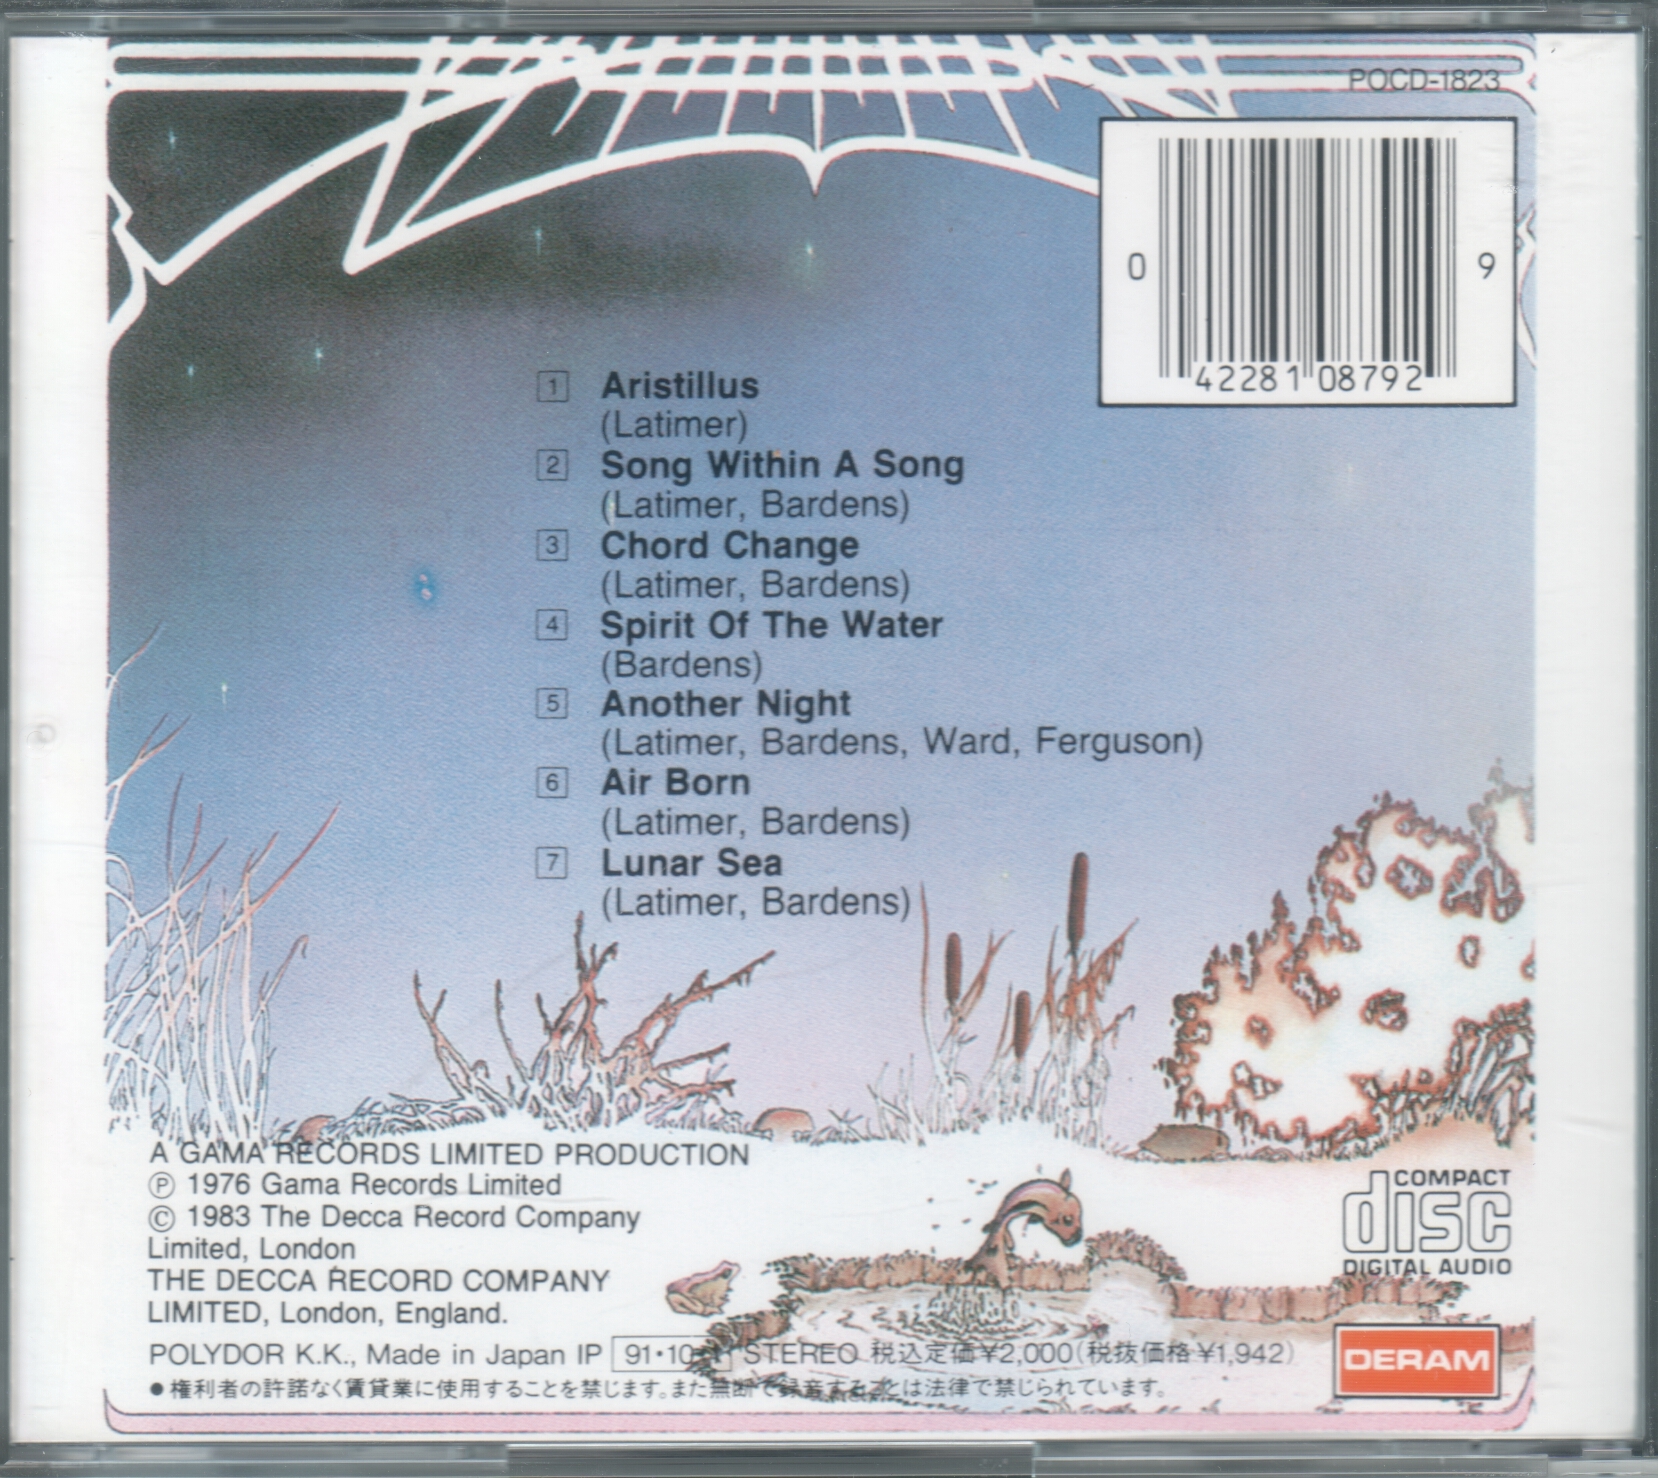 POCD-1823
0 42281 08792 9
1 Aristillus
(Latimer)
2 Song Within A Song
(Latimer, Bardens)
3 Chord Change
(Latimer, Bardens)
4 Spirit Of The Water
(Bardens)
5 Another Night
(Latimer, Bardens, Ward, Ferguson)
6 Air Born
(Latimer, Bardens)
7 Lunar Sea
(Latimer, Bardens)
A GAMA RECORDS LIMITED PRODUCTION
Ⓟ 1976 Gama Records Limited
© 1983 The Decca Record Company
Limited, London
THE DECCA RECORD COMPANY
LIMITED, London, England.
COMPACT
disc
DIGITAL AUDIO
POLYDOR K.K., Made in Japan IP 91•10 STEREO 税込定価¥2,000(税抜価格¥1,942)
●権利者の許諾なく賃貸業に使用することを禁じます。また無断で録音することは法律で禁じられています。
DERAM